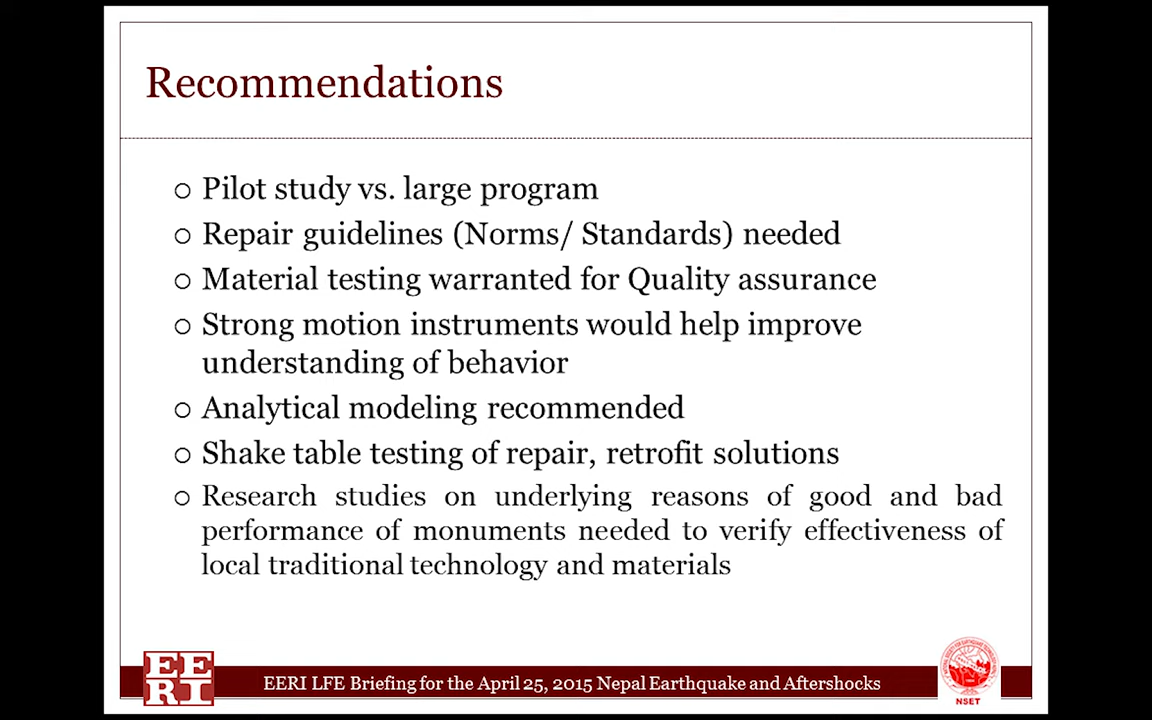 Recommendations
Pilot study vs. large program
Repair guidelines (Norms/ Standards) needed
Material testing warranted for Quality assurance
Strong motion instruments would help improve
understanding of behavior
Analytical modeling recommended
Shake table testing of repair, retrofit solutions
Research studies on underlying reasons of good and bad
performance of monuments needed to verify effectiveness of
local traditional technology and materials
EE
RI
EERI LFE Briefing for the April 25, 2015 Nepal Earthquake and Aftershocks
NSET